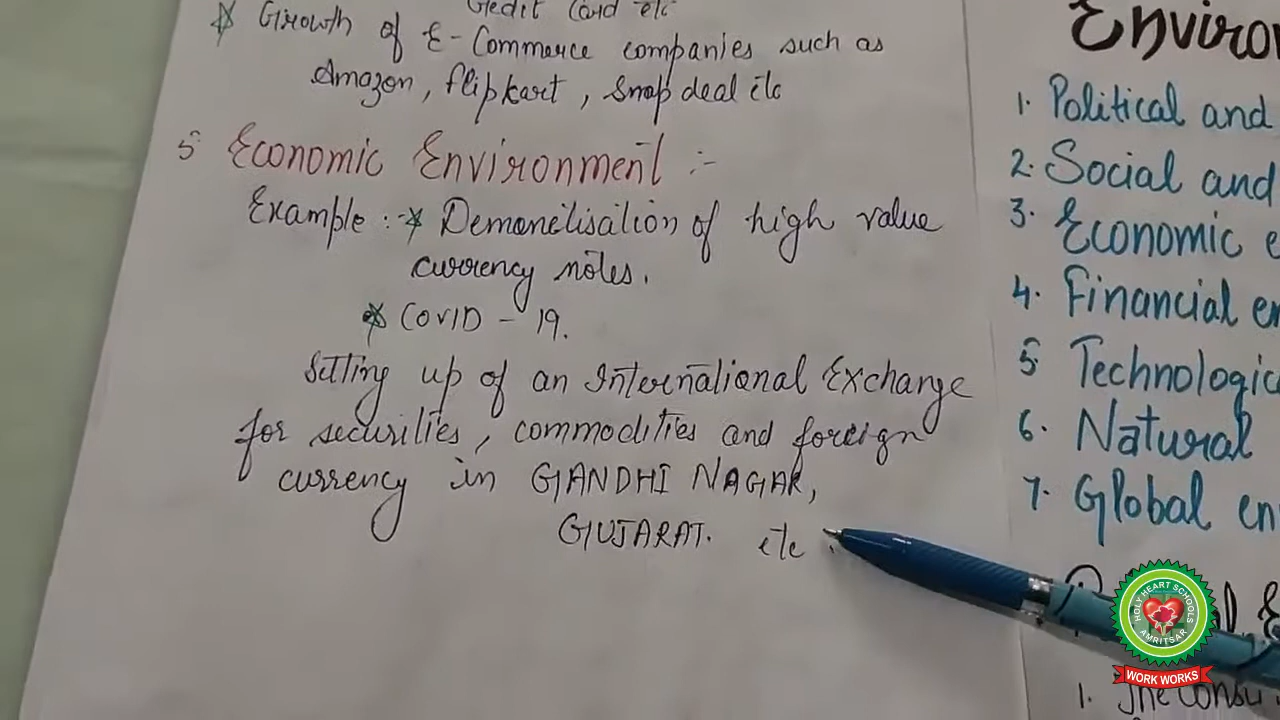 Credit Card etc
* Growth of E-Commerce companies such as
Amazon, flipkart, Snap deal etc
5 Economic Environment :-
Example :-* Demonetisation of high value
currency notes.
* COVID - 19.
Setting up of an International Exchange
for securities, commodities and foreign
currency in GANDHI NAGAR,
GUJARAT. etc.
Environ
1. Political and
2. Social and
3. Economic e
4. Financial en
5 Technologica
6. Natural
7. Global en
1. The Consu
HOLY HEART SCHOOLS
AMRITSAR
WORK WORKS